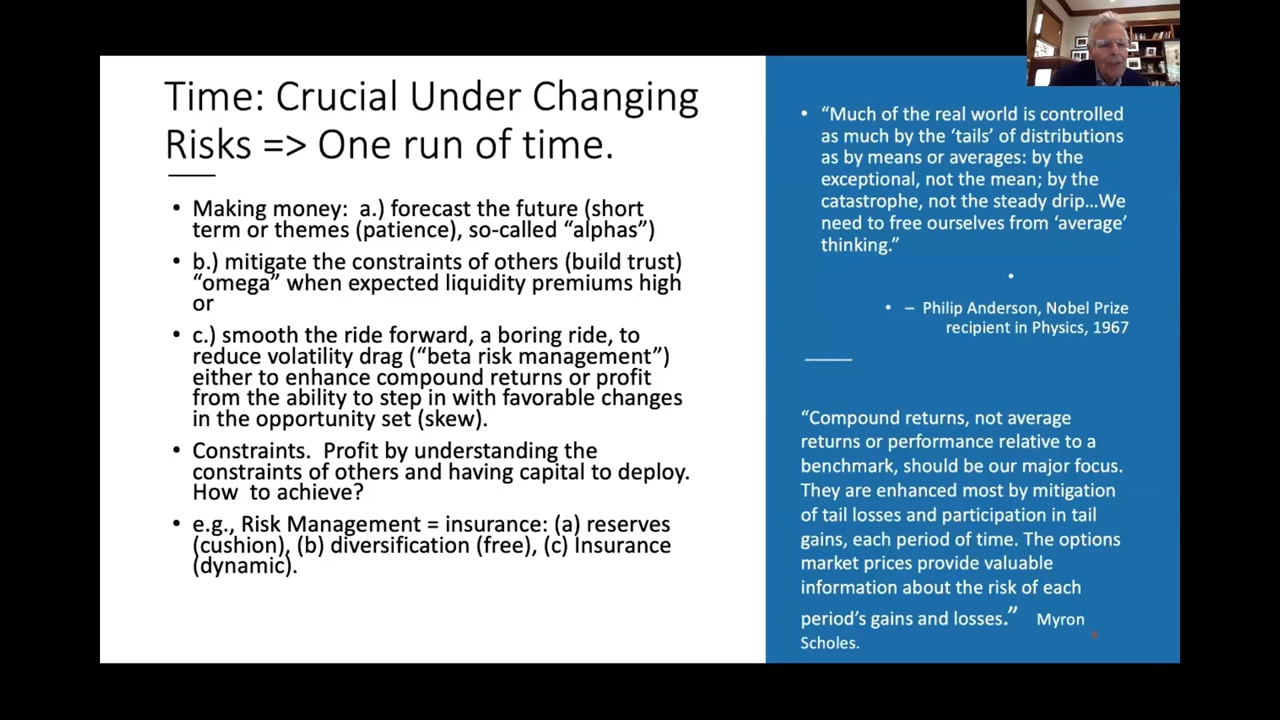 Time: Crucial Under Changing
Risks => One run of time.
• Making money: a.) forecast the future (short
term or themes (patience), so-called “alphas”)
• b.) mitigate the constraints of others (build trust)
“omega” when expected liquidity premiums high
or
• c.) smooth the ride forward, a boring ride, to
reduce volatility drag (“beta risk management”)
either to enhance compound returns or profit
from the ability to step in with favorable changes
in the opportunity set (skew).
• Constraints. Profit by understanding the
constraints of others and having capital to deploy.
How to achieve?
• e.g., Risk Management = insurance: (a) reserves
(cushion), (b) diversification (free), (c) Insurance
(dynamic).
• “Much of the real world is controlled
as much by the ‘tails’ of distributions
as by means or averages: by the
exceptional, not the mean; by the
catastrophe, not the steady drip…We
need to free ourselves from ‘average’
thinking.”
•
• – Philip Anderson, Nobel Prize
recipient in Physics, 1967
“Compound returns, not average
returns or performance relative to a
benchmark, should be our major focus.
They are enhanced most by mitigation
of tail losses and participation in tail
gains, each period of time. The options
market prices provide valuable
information about the risk of each
period’s gains and losses.” Myron
Scholes.